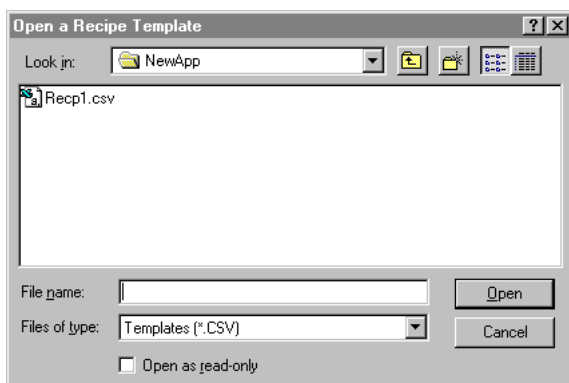 Open a Recipe Template
Look in: NewApp
Recp1.csv
File name: Open
Files of type: Templates (*.CSV) Cancel
Open as read-only